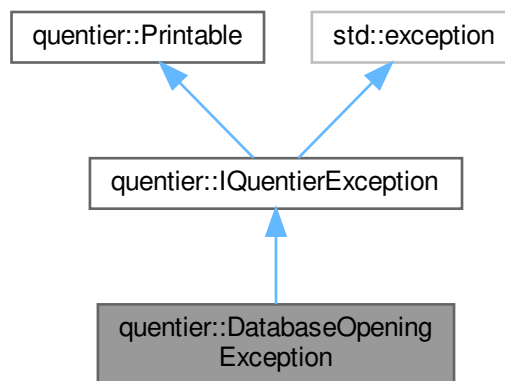 quentier::Printable
std::exception
quentier::IQuentierException
quentier::DatabaseOpening
Exception